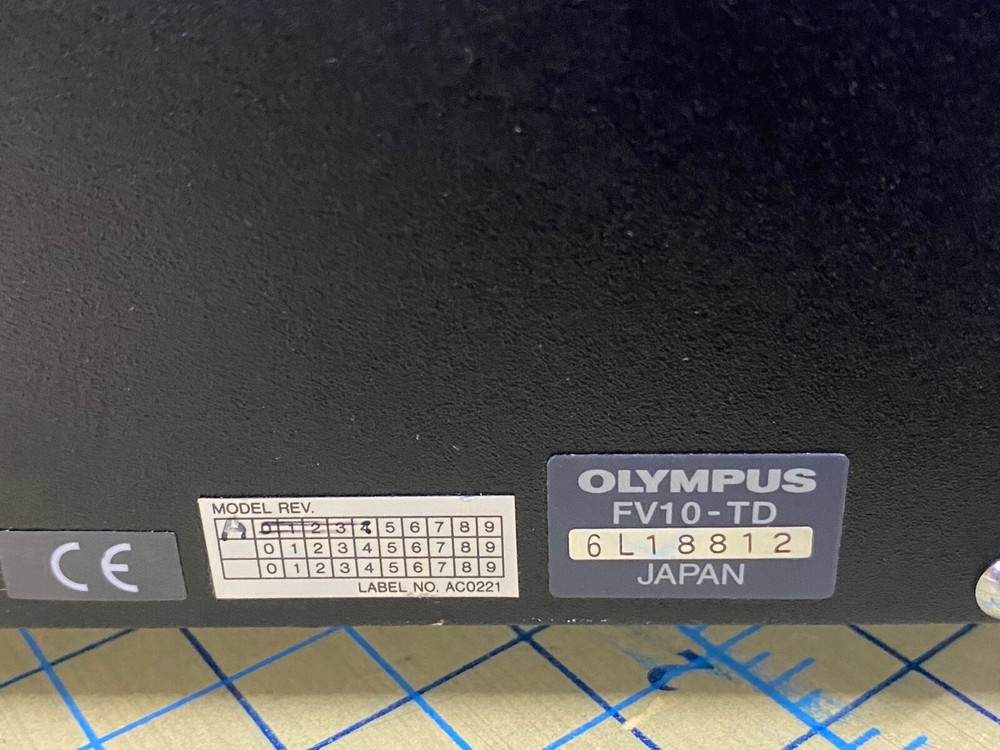 CE
MODEL REV.
A 0 1 2 3 4 5 6 7 8 9
0 1 2 3 4 5 6 7 8 9
0 1 2 3 4 5 6 7 8 9
LABEL NO. AC0221
OLYMPUS
FV10-TD
6L18812
JAPAN